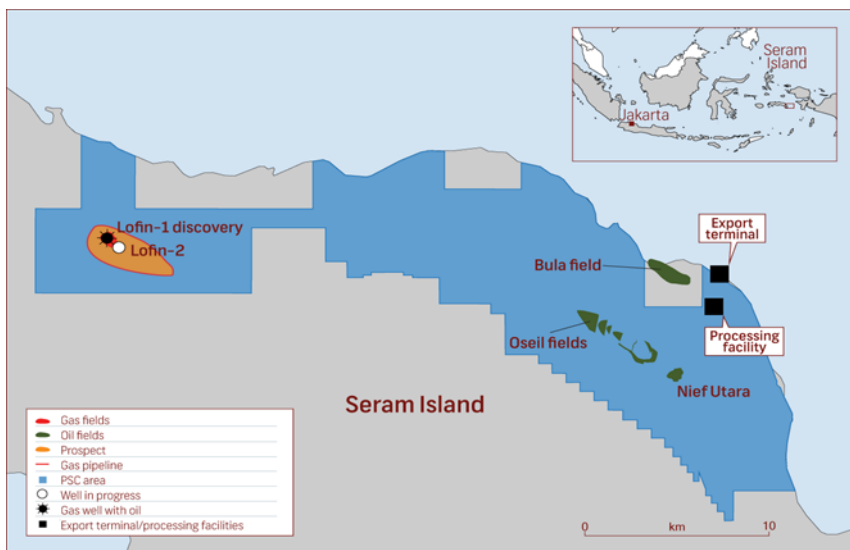 Seram
Island
Jakarta
Lofin-1 discovery
Lofin-2
Export
terminal
Bula field
Processing
facility
Oseil fields
Nief Utara
Seram Island
Gas fields
Oil fields
Prospect
Gas pipeline
PSC area
Well in progress
Gas well with oil
Export terminal/processing facilities
0 km 10